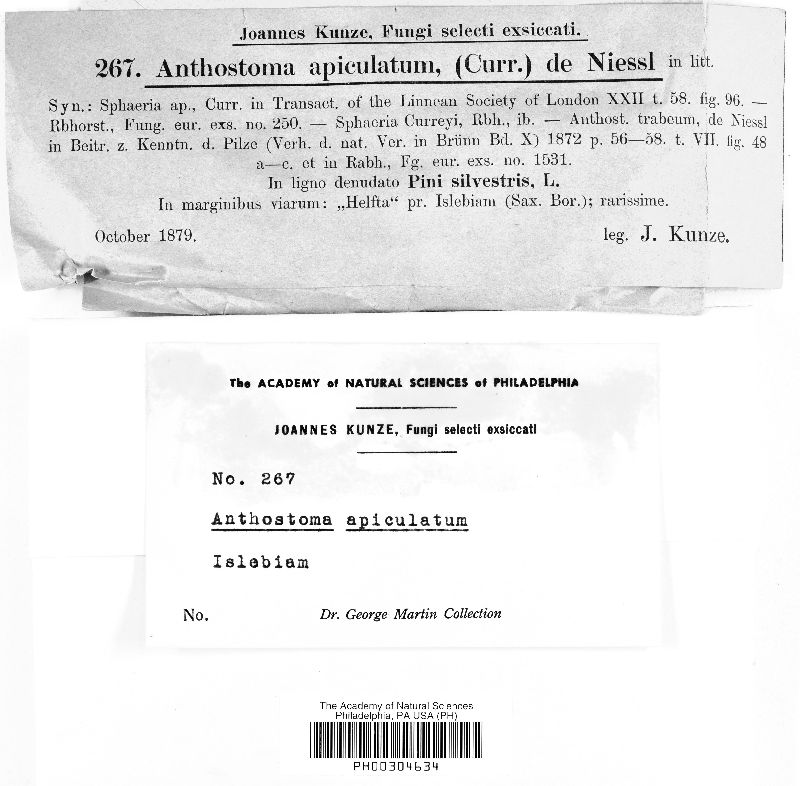 Joannes Kunze, Fungi selecti exsiccati.
267. Anthostoma apiculatum, (Curr.) de Niessl in litt.
Syn.: Sphaeria ap., Curr. in Transact. of the Linnean Society of London XXII t. 58. fig. 96. —
Rbhorst., Fung. eur. exs. no. 250. — Sphaeria Curreyi, Rbh., ib. — Anthost. trabeum, de Niessl
in Beitr. z. Kenntn. d. Pilze (Verh. d. nat. Ver. in Brünn Bd. X) 1872 p. 56—58. t. VII. fig. 48
a—c. et in Rabh., Fg. eur. exs. no. 1531.
In ligno denudato Pini silvestris, L.
In marginibus viarum: „Helfta“ pr. Islebiam (Sax. Bor.); rarissime.
October 1879. leg. J. Kunze.
The ACADEMY of NATURAL SCIENCES of PHILADELPHIA
JOANNES KUNZE, Fungi selecti exsiccati
No. 267
Anthostoma apiculatum
Islebiam
No. Dr. George Martin Collection
The Academy of Natural Sciences
Philadelphia, PA USA (PH)
PH00304634